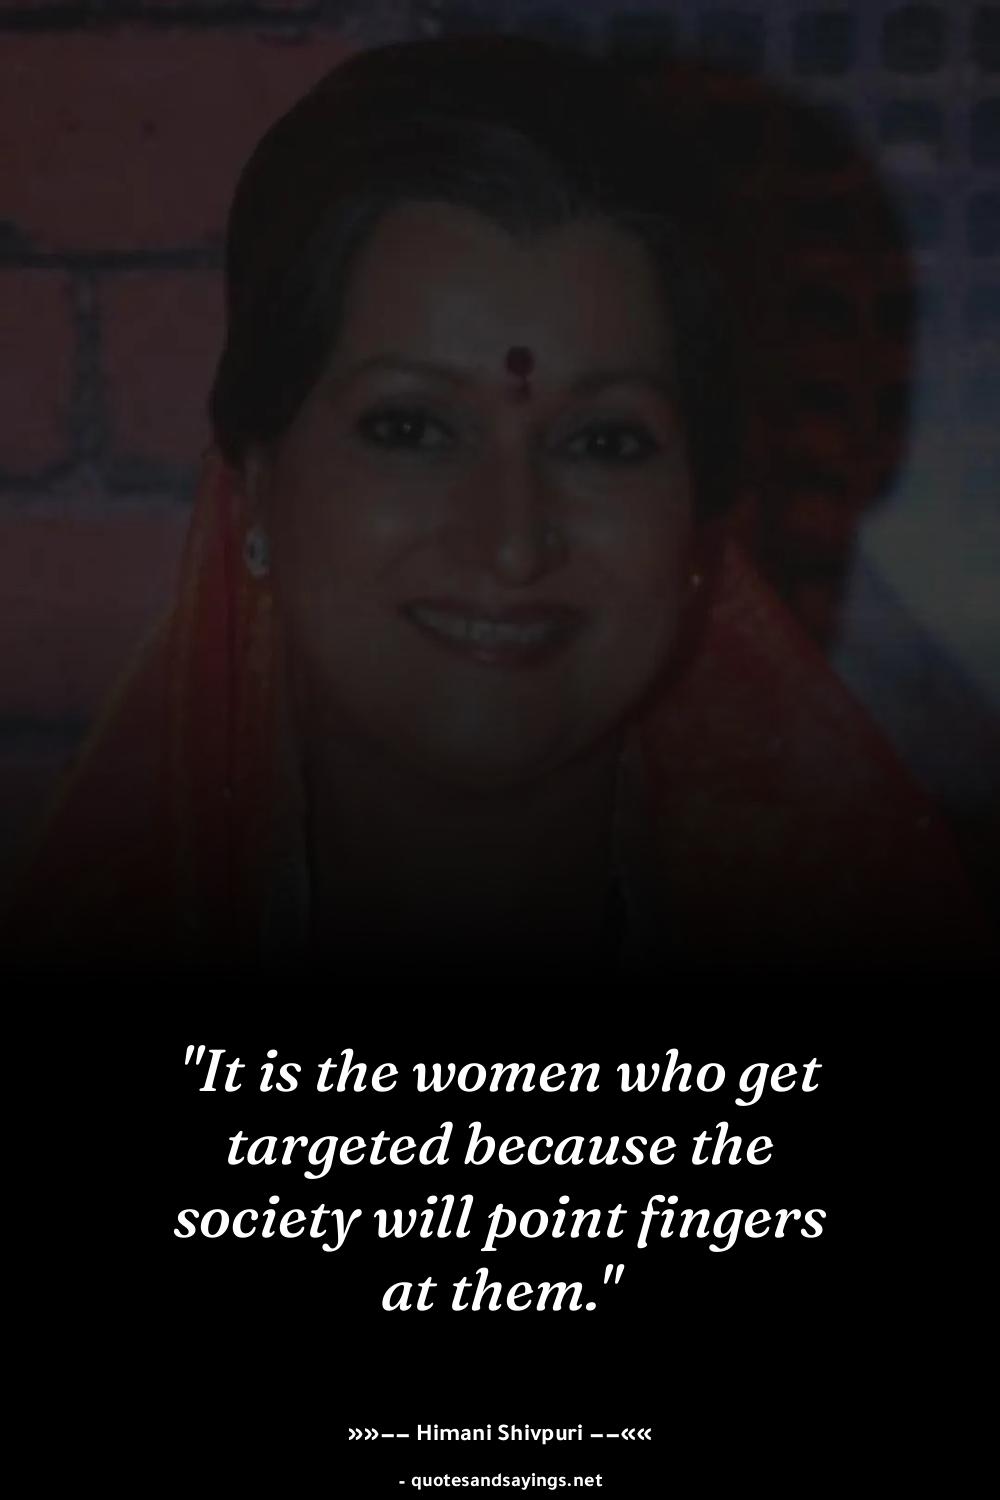 "It is the women who get
targeted because the
society will point fingers
at them."
»»−− Himani Shivpuri −−««
- quotesandsayings.net